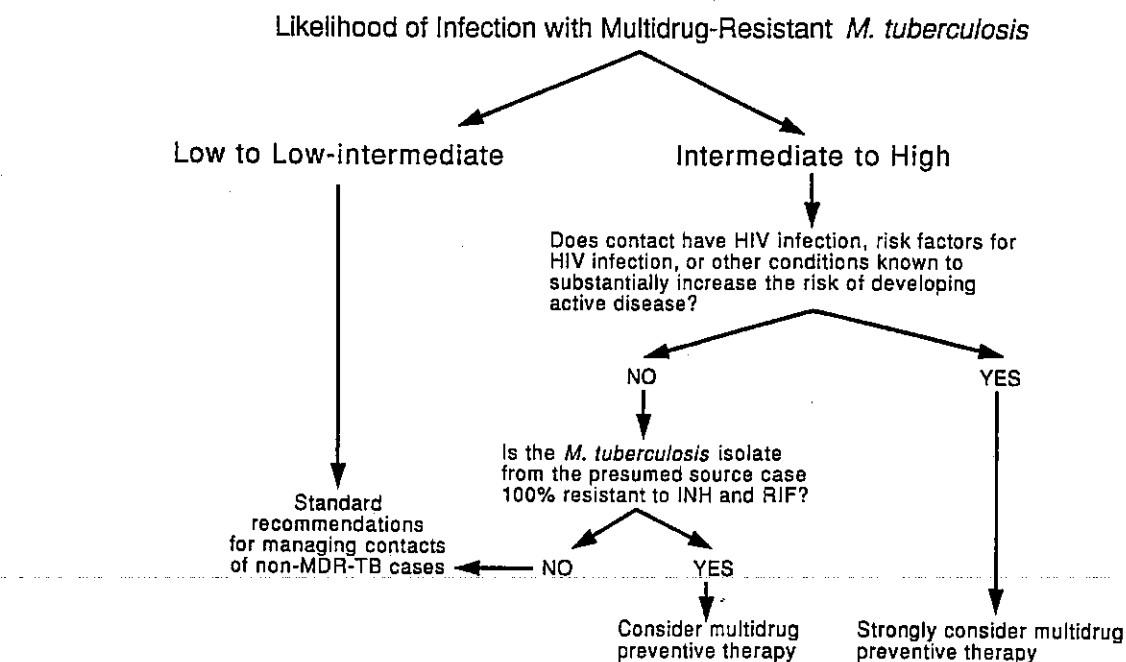 Likelihood of Infection with Multidrug-Resistant M. tuberculosis
Low to Low-intermediate
Intermediate to High
Does contact have HIV infection, risk factors for
HIV infection, or other conditions known to
substantially increase the risk of developing
active disease?
NO
YES
Is the M. tuberculosis isolate
from the presumed source case
100% resistant to INH and RIF?
Standard
recommendations
for managing contacts
of non-MDR-TB cases
NO
YES
Consider multidrug
preventive therapy
Strongly consider multidrug
preventive therapy